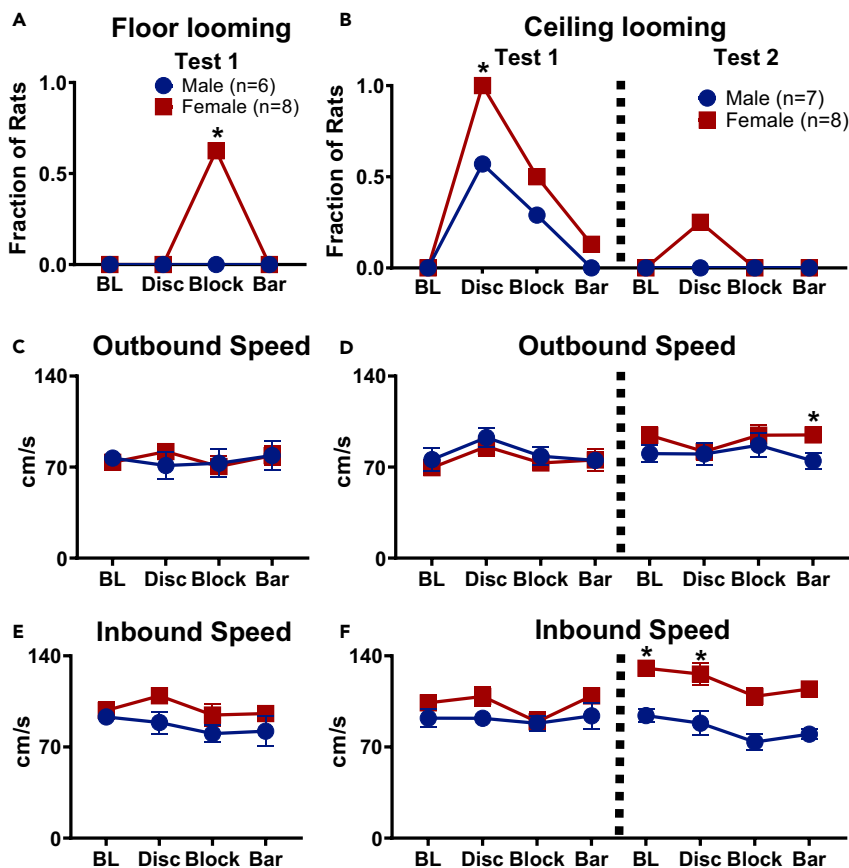 A
Floor looming
Test 1
Male (n=6)
Female (n=8)
*
Fraction of Rats
1.0
0.5
0.0
BL Disc Block Bar
B
Ceiling looming
Test 1 Test 2
Male (n=7)
Female (n=8)
*
Fraction of Rats
1.0
0.5
0.0
BL Disc Block Bar BL Disc Block Bar
C
Outbound Speed
cm/s
140
70
0
BL Disc Block Bar
D
Outbound Speed
*
cm/s
140
70
0
BL Disc Block Bar BL Disc Block Bar
E
Inbound Speed
cm/s
140
70
0
BL Disc Block Bar
F
Inbound Speed
* *
cm/s
140
70
0
BL Disc Block Bar BL Disc Block Bar